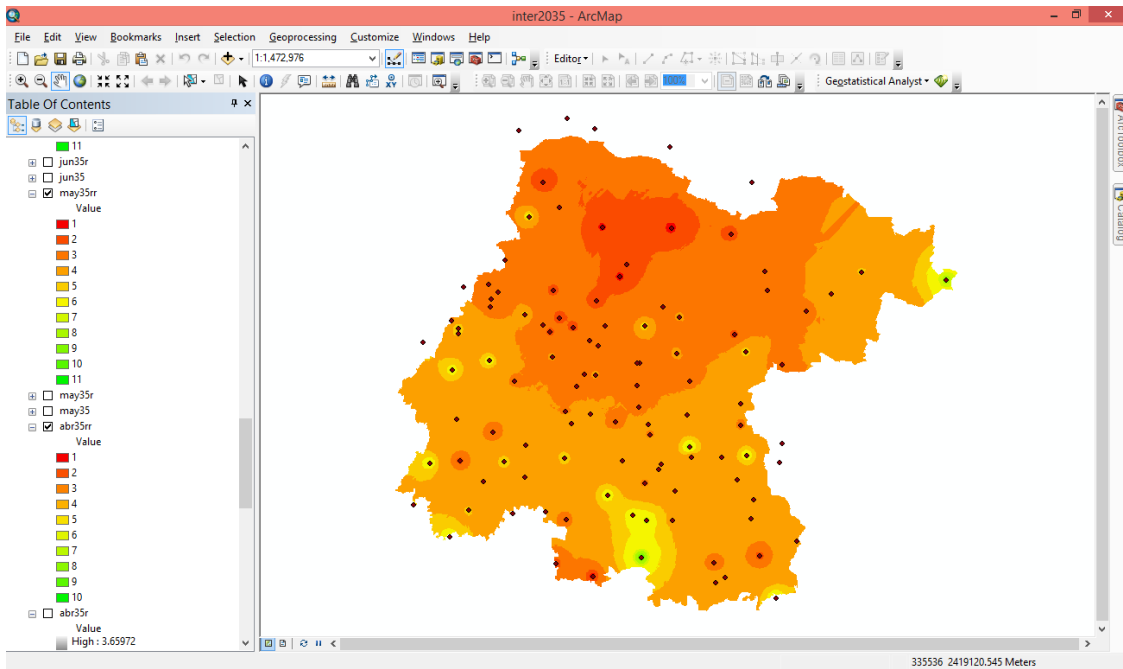 inter2035 - ArcMap
File Edit View Bookmarks Insert Selection Geoprocessing Customize Windows Help
1:1,472,976 Editor
100% Geostatistical Analyst
Table Of Contents
11
jun35r
jun35
may35rr
Value
1
2
3
4
5
6
7
8
9
10
11
may35r
may35
abr35rr
Value
1
2
3
4
5
6
7
8
9
10
abr35r
Value
High : 3.65972
ArcToolbox
Catalog
335536 2419120.545 Meters